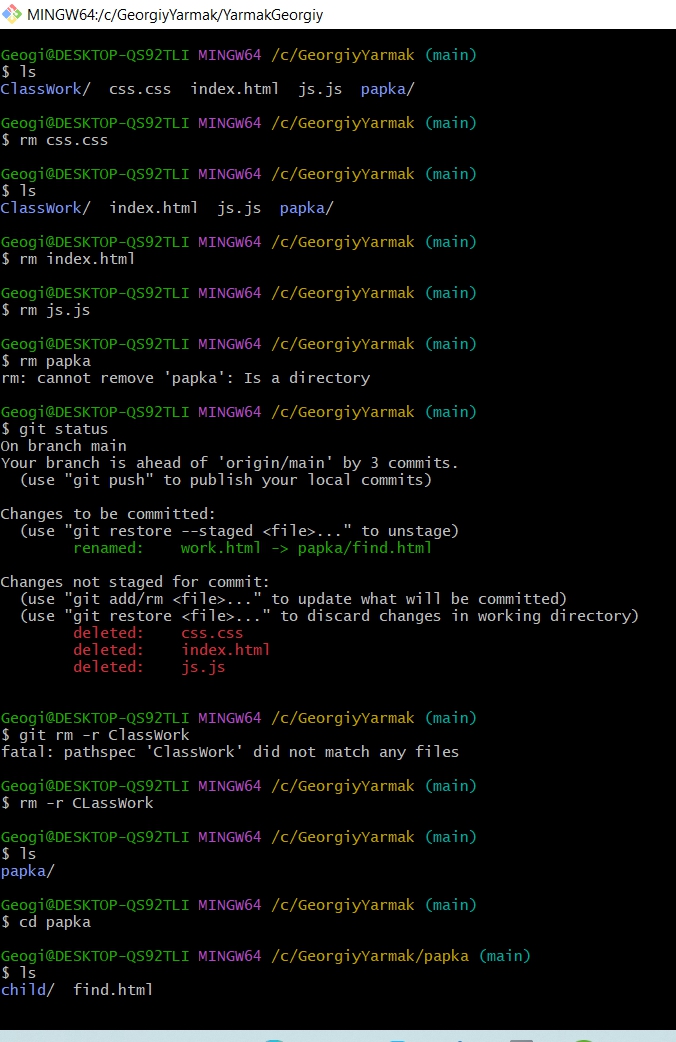 MINGW64:/c/GeorgiyYarmak/YarmakGeorgiy
Geogi@DESKTOP-QS92TLI MINGW64 /c/GeorgiyYarmak (main)
$ ls
ClassWork/  css.css  index.html  js.js  papka/
Geogi@DESKTOP-QS92TLI MINGW64 /c/GeorgiyYarmak (main)
$ rm css.css
Geogi@DESKTOP-QS92TLI MINGW64 /c/GeorgiyYarmak (main)
$ ls
ClassWork/  index.html  js.js  papka/
Geogi@DESKTOP-QS92TLI MINGW64 /c/GeorgiyYarmak (main)
$ rm index.html
Geogi@DESKTOP-QS92TLI MINGW64 /c/GeorgiyYarmak (main)
$ rm js.js
Geogi@DESKTOP-QS92TLI MINGW64 /c/GeorgiyYarmak (main)
$ rm papka
rm: cannot remove 'papka': Is a directory
Geogi@DESKTOP-QS92TLI MINGW64 /c/GeorgiyYarmak (main)
$ git status
On branch main
Your branch is ahead of 'origin/main' by 3 commits.
  (use "git push" to publish your local commits)
Changes to be committed:
  (use "git restore --staged <file>..." to unstage)
        renamed:    work.html -> papka/find.html
Changes not staged for commit:
  (use "git add/rm <file>..." to update what will be committed)
  (use "git restore <file>..." to discard changes in working directory)
        deleted:    css.css
        deleted:    index.html
        deleted:    js.js
Geogi@DESKTOP-QS92TLI MINGW64 /c/GeorgiyYarmak (main)
$ git rm -r ClassWork
fatal: pathspec 'ClassWork' did not match any files
Geogi@DESKTOP-QS92TLI MINGW64 /c/GeorgiyYarmak (main)
$ rm -r CLassWork
Geogi@DESKTOP-QS92TLI MINGW64 /c/GeorgiyYarmak (main)
$ ls
papka/
Geogi@DESKTOP-QS92TLI MINGW64 /c/GeorgiyYarmak (main)
$ cd papka
Geogi@DESKTOP-QS92TLI MINGW64 /c/GeorgiyYarmak/papka (main)
$ ls
child/  find.html